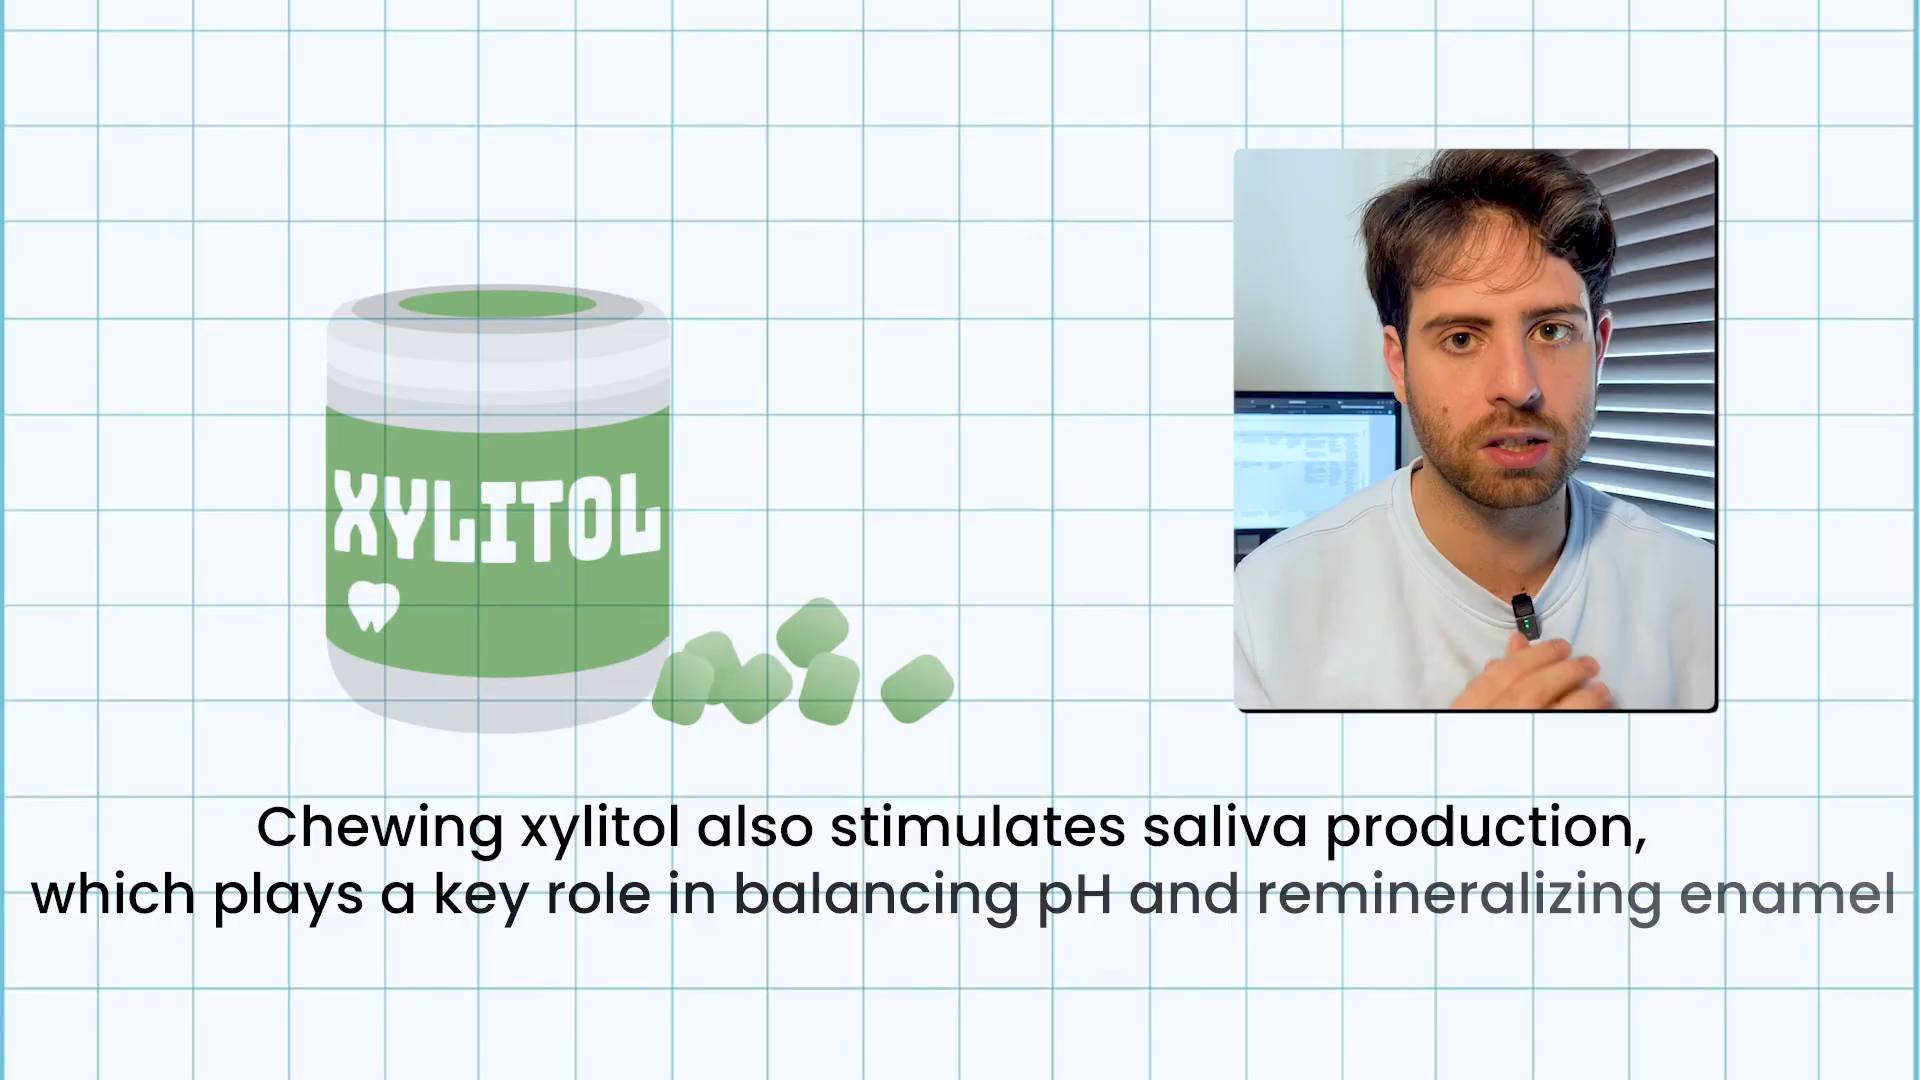 XYLITOL
Chewing xylitol also stimulates saliva production,
which plays a key role in balancing pH and remineralizing enamel